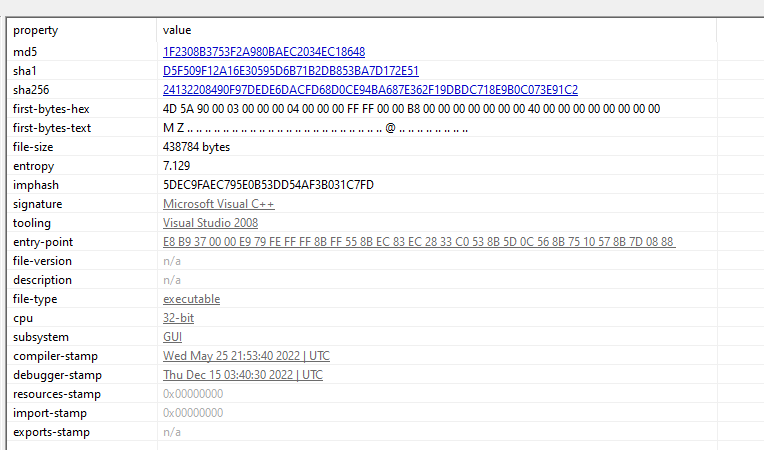 property value
md5 1F2308B3753F2A980BAEC2034EC18648
sha1 D5F509F12A16E30595D6B71B2DB853BA7D172E51
sha256 24132208490F97DEDE6DACFD68D0CE94BA687E362F19DBDC718E9B0C073E91C2
first-bytes-hex 4D 5A 90 00 03 00 00 00 04 00 00 00 FF FF 00 00 B8 00 00 00 00 00 00 00 40 00 00 00 00 00 00 00
first-bytes-text M Z .. .. .. .. .. .. .. .. .. .. .. .. .. .. .. .. .. .. .. .. .. .. @ .. .. .. .. .. .. ..
file-size 438784 bytes
entropy 7.129
imphash 5DEC9FAEC795E0B53DD54AF3B031C7FD
signature Microsoft Visual C++
tooling Visual Studio 2008
entry-point E8 B9 37 00 00 E9 79 FE FF FF 8B FF 55 8B EC 83 EC 28 33 C0 53 8B 5D 0C 56 8B 75 10 57 8B 7D 08 88
file-version n/a
description n/a
file-type executable
cpu 32-bit
subsystem GUI
compiler-stamp Wed May 25 21:53:40 2022 | UTC
debugger-stamp Thu Dec 15 03:40:30 2022 | UTC
resources-stamp 0x00000000
import-stamp 0x00000000
exports-stamp n/a